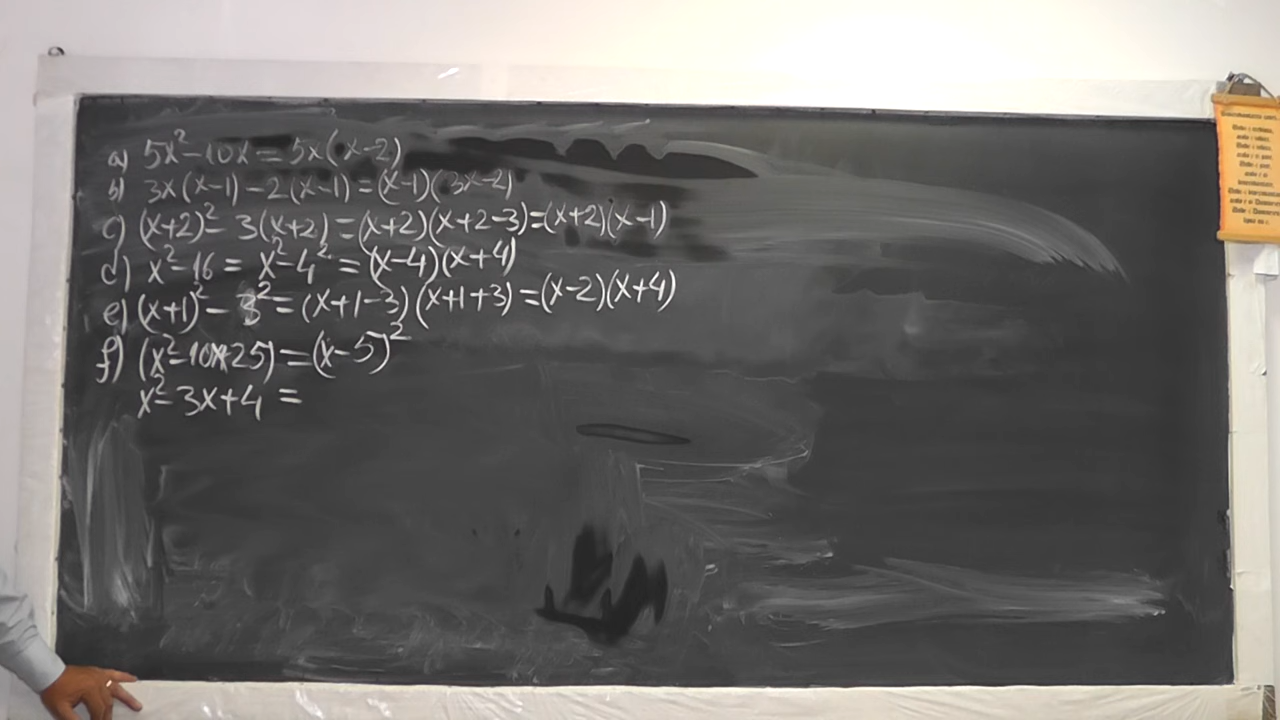 a) 5x²-10x=5x(x-2)
b) 3x(x-1)-2(x-1)=(x-1)(3x-2)
c) (x+2)²-3(x+2)=(x+2)(x+2-3)=(x+2)(x-1)
d) x²-16=x²-4²=(x-4)(x+4)
e) (x+1)²-3²=(x+1-3)(x+1+3)=(x-2)(x+4)
f) (x²-10x+25)=(x-5)²
x²-3x+4=